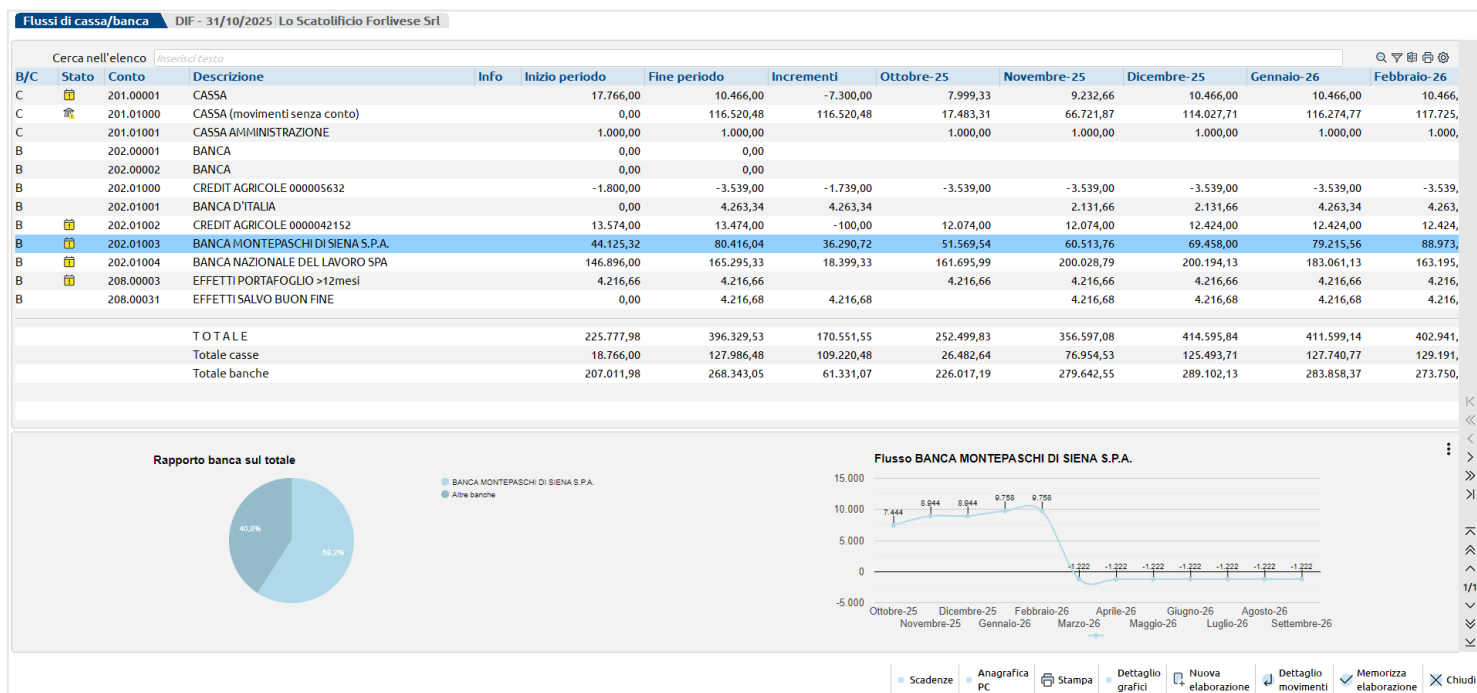 Flussi di cassa/banca DIF - 31/10/2025 Lo Scatolificio Forlivese Srl
Cerca nell'elenco Inserisci testo
B/C Stato Conto Descrizione Info Inizio periodo Fine periodo Incrementi Ottobre-25 Novembre-25 Dicembre-25 Gennaio-26 Febbraio-26
C 201.00001 CASSA 17.766,00 10.466,00 -7.300,00 7.999,33 9.232,66 10.466,00 10.466,00 10.466,
C 201.01000 CASSA (movimenti senza conto) 0,00 116.520,48 116.520,48 17.483,31 66.721,87 114.027,71 116.274,77 117.725,
C 201.01001 CASSA AMMINISTRAZIONE 1.000,00 1.000,00 1.000,00 1.000,00 1.000,00 1.000,00 1.000,
B 202.00001 BANCA 0,00 0,00
B 202.00002 BANCA 0,00 0,00
B 202.01000 CREDIT AGRICOLE 000005632 -1.800,00 -3.539,00 -1.739,00 -3.539,00 -3.539,00 -3.539,00 -3.539,00 -3.539,
B 202.01001 BANCA D'ITALIA 0,00 4.263,34 4.263,34 2.131,66 2.131,66 4.263,34 4.263,
B 202.01002 CREDIT AGRICOLE 0000042152 13.574,00 13.474,00 -100,00 12.074,00 12.074,00 12.424,00 12.424,00 12.424,
B 202.01003 BANCA MONTEPASCHI DI SIENA S.P.A. 44.125,32 80.416,04 36.290,72 51.569,54 60.513,76 69.458,00 79.215,56 88.973,
B 202.01004 BANCA NAZIONALE DEL LAVORO SPA 146.896,00 165.295,33 18.399,33 161.695,99 200.028,79 200.194,13 183.061,13 163.195,
B 208.00003 EFFETTI PORTAFOGLIO >12mesi 4.216,66 4.216,66 4.216,66 4.216,66 4.216,66 4.216,66 4.216,
B 208.00031 EFFETTI SALVO BUON FINE 0,00 4.216,68 4.216,68 4.216,68 4.216,68 4.216,68 4.216,
T O T A L E 225.777,98 396.329,53 170.551,55 252.499,83 356.597,08 414.595,84 411.599,14 402.941,
Totale casse 18.766,00 127.986,48 109.220,48 26.482,64 76.954,53 125.493,71 127.740,77 129.191,
Totale banche 207.011,98 268.343,05 61.331,07 226.017,19 279.642,55 289.102,13 283.858,37 273.750,
Rapporto banca sul totale
BANCA MONTEPASCHI DI SIENA S.P.A.
Altre banche
40,8%
59,2%
Flusso BANCA MONTEPASCHI DI SIENA S.P.A.
15.000
10.000
5.000
0
-5.000
7.444 8.944 8.944 9.758 9.758 -1.222 -1.222 -1.222 -1.222 -1.222 -1.222 -1.222
Ottobre-25 Dicembre-25 Febbraio-26 Aprile-26 Giugno-26 Agosto-26
Novembre-25 Gennaio-26 Marzo-26 Maggio-26 Luglio-26 Settembre-26
1/1
Scadenze
Anagrafica PC
Stampa
Dettaglio grafici
Nuova elaborazione
Dettaglio movimenti
Memorizza elaborazione
Chiudi